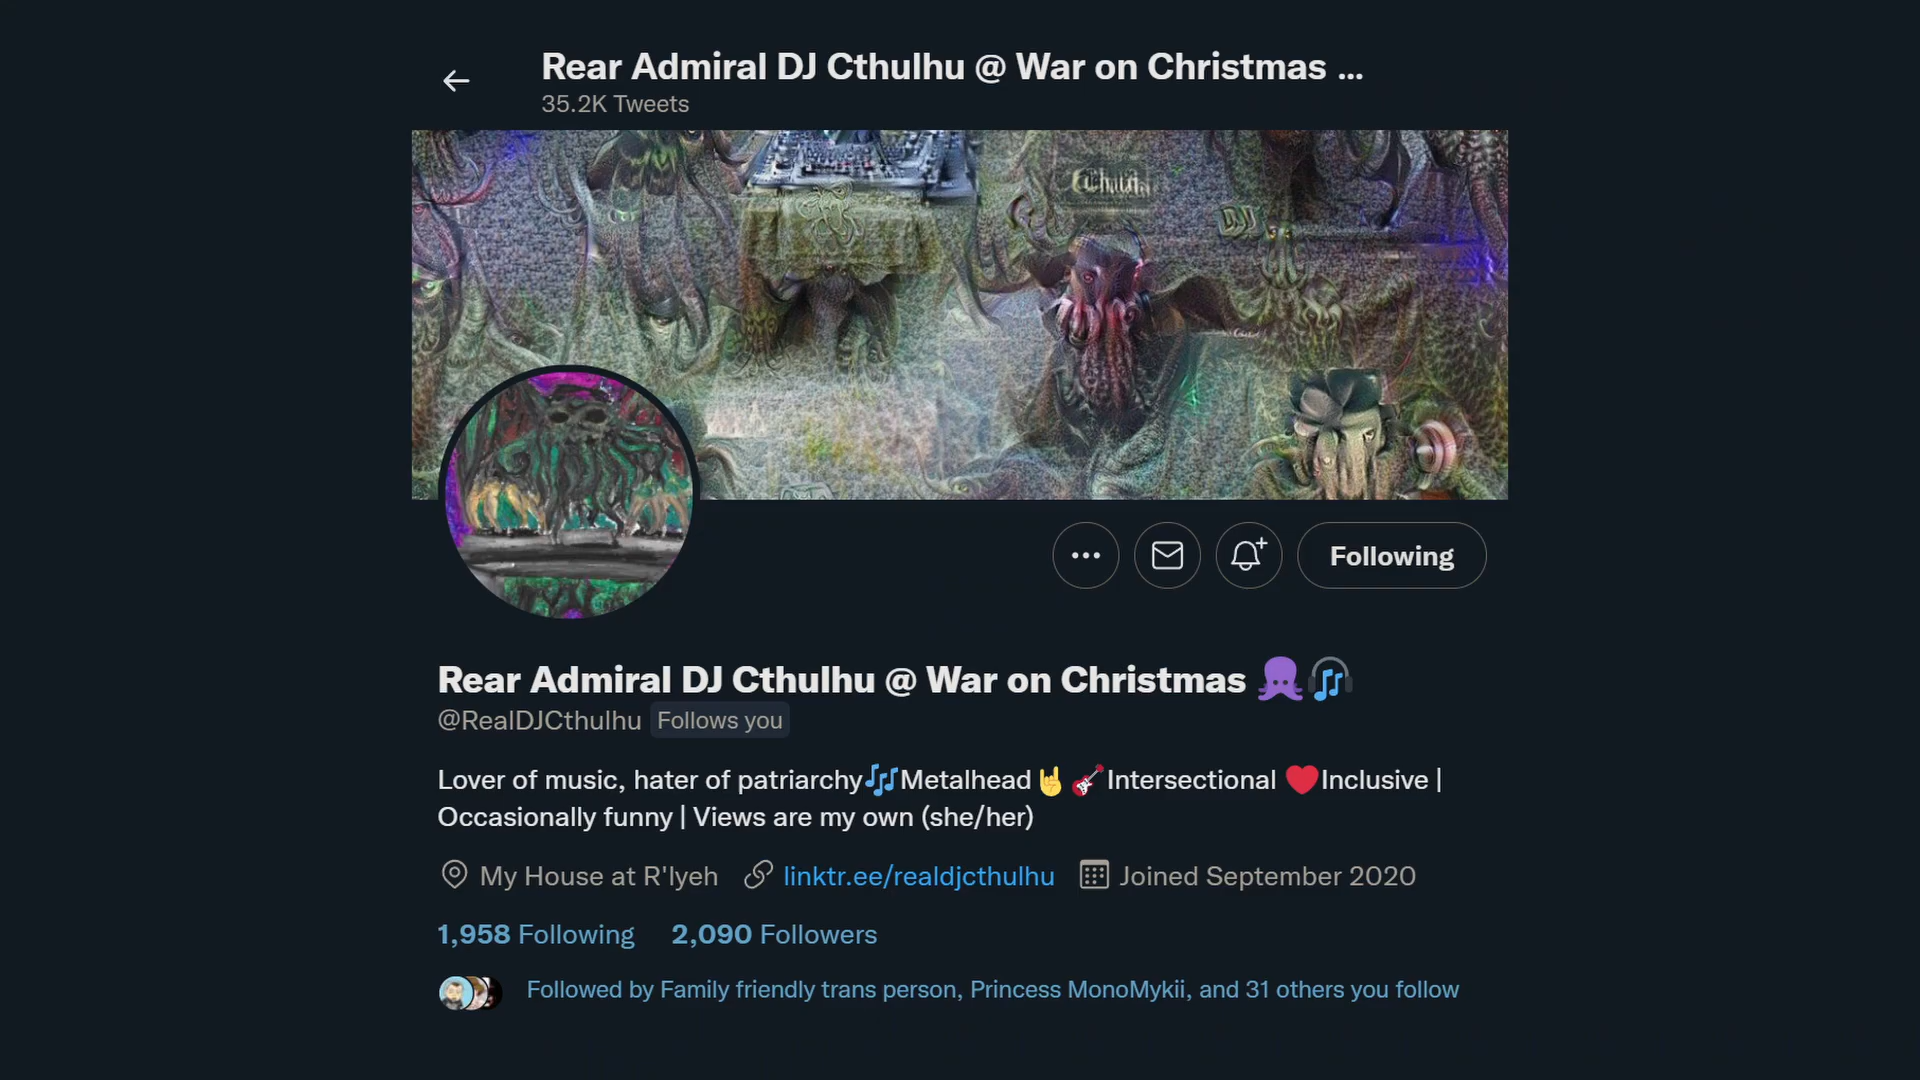 Rear Admiral DJ Cthulhu @ War on Christmas ...
35.2K Tweets
DJ
Following
Rear Admiral DJ Cthulhu @ War on Christmas 🐙🎧
@RealDJCthulhu Follows you
Lover of music, hater of patriarchy🎶Metalhead🤘🎸Intersectional ❤️Inclusive |
Occasionally funny | Views are my own (she/her)
My House at R'lyeh linktr.ee/realdjcthulhu Joined September 2020
1,958 Following 2,090 Followers
Followed by Family friendly trans person, Princess MonoMykii, and 31 others you follow